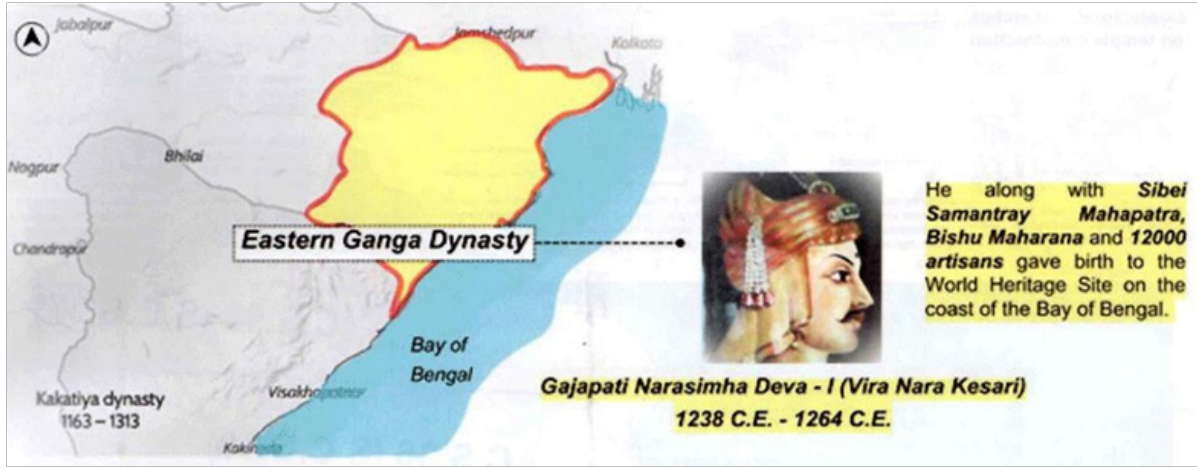 Jabalpur
Jamshedpur
Kolkata
Nagpur
Bhilai
Chandrapur
Eastern Ganga Dynasty
Bay of
Bengal
Kakatiya dynasty
1163 – 1313
Visakhapatnam
Kakinada
He along with Sibei
Samantray Mahapatra,
Bishu Maharana and 12000
artisans gave birth to the
World Heritage Site on the
coast of the Bay of Bengal.
Gajapati Narasimha Deva - I (Vira Nara Kesari)
1238 C.E. - 1264 C.E.